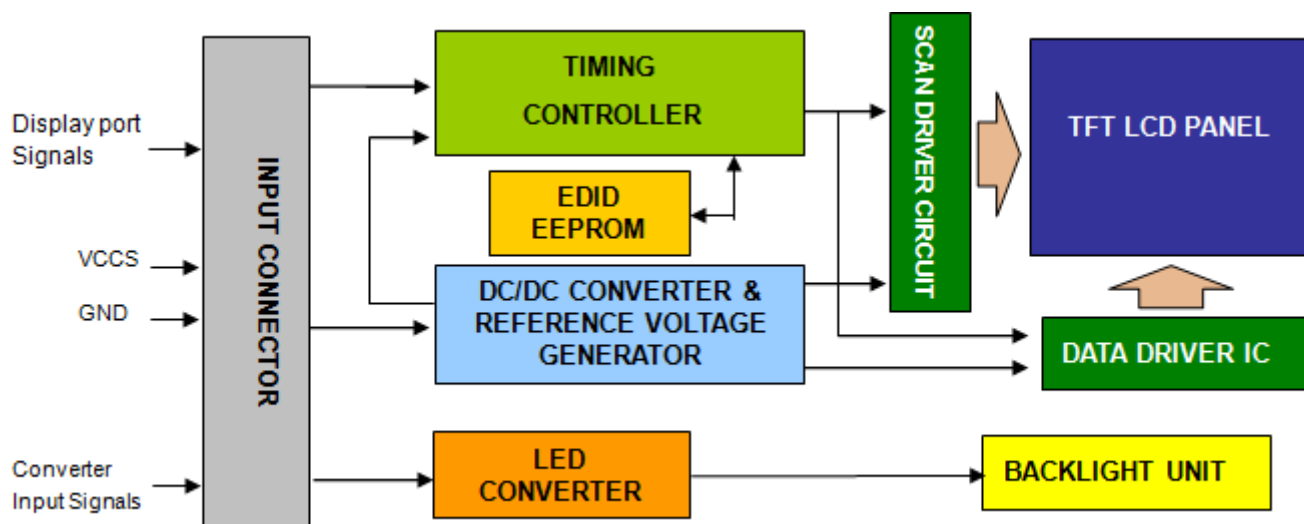 Display port
Signals
VCCS
GND
Converter
Input Signals
INPUT CONNECTOR
TIMING
CONTROLLER
EDID
EEPROM
DC/DC CONVERTER &
REFERENCE VOLTAGE
GENERATOR
LED
CONVERTER
SCAN DRIVER CIRCUIT
TFT LCD PANEL
DATA DRIVER IC
BACKLIGHT UNIT